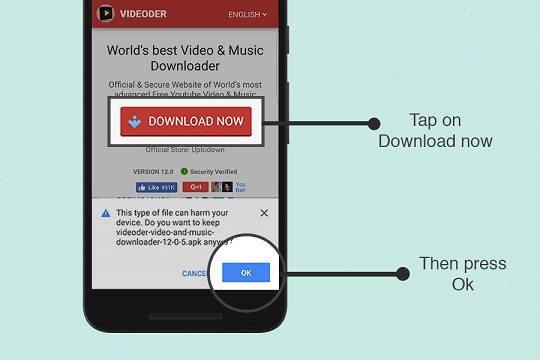 VIDEODER
ENGLISH
World's best Video & Music
Downloader
Official & Secure Website of World's most
advanced Free Youtube Video & Music
DOWNLOAD NOW
Official Store: Uptodown
VERSION 12.0 Security Verified
Like 491K
G+1
You
Ran
This type of file can harm your
device. Do you want to keep
videoder-video-and-music-
downloader-12-0-5.apk anyway?
CANCEL
OK
Tap on
Download now
Then press
Ok